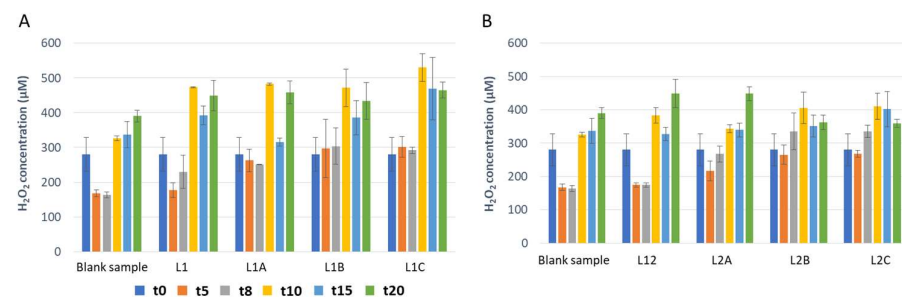 A
H₂O₂ concentration (µM)
600
500
400
300
200
100
0
Blank sample L1 L1A L1B L1C
t0 t5 t8 t10 t15 t20
B
H₂O₂ concentration (µM)
600
500
400
300
200
100
0
Blank sample L12 L2A L2B L2C